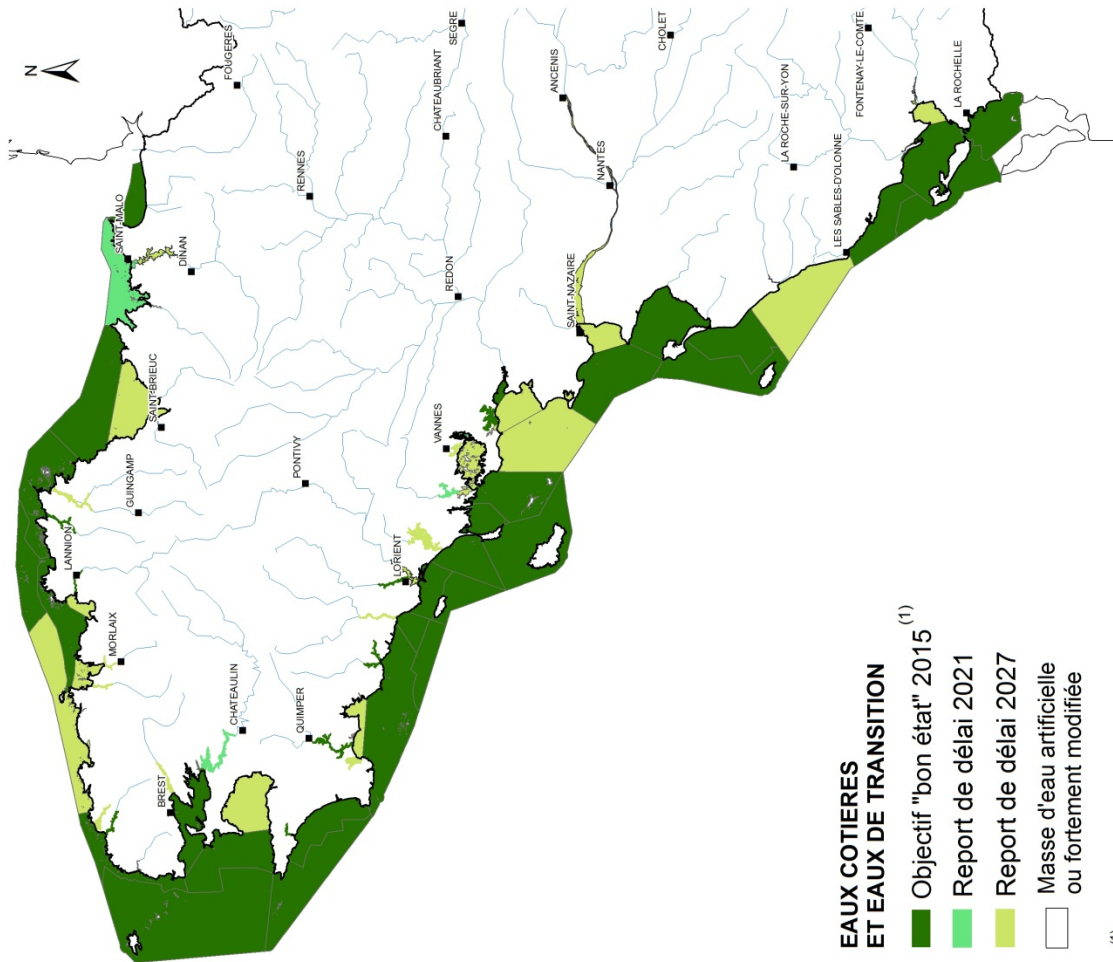 N
FOUGERES
SEGRE
CHATEAUBRIANT
ANCENIS
CHOLET
FONTENAY-LE-COMTE
LA ROCHELLE
SAINT-MALO
DINAN
RENNES
REDON
NANTES
SAINT-NAZAIRE
LA ROCHE-SUR-YON
LES SABLES-D'OLONNE
SAINT-BRIEUC
GUINGAMP
LANNION
PONTIVY
VANNES
LORIENT
MORLAIX
BREST
CHATEAULIN
QUIMPER
EAUX COTIERES
ET EAUX DE TRANSITION
Objectif "bon état" 2015 (1)
Report de délai 2021
Report de délai 2027
Masse d'eau artificielle
ou fortement modifiée